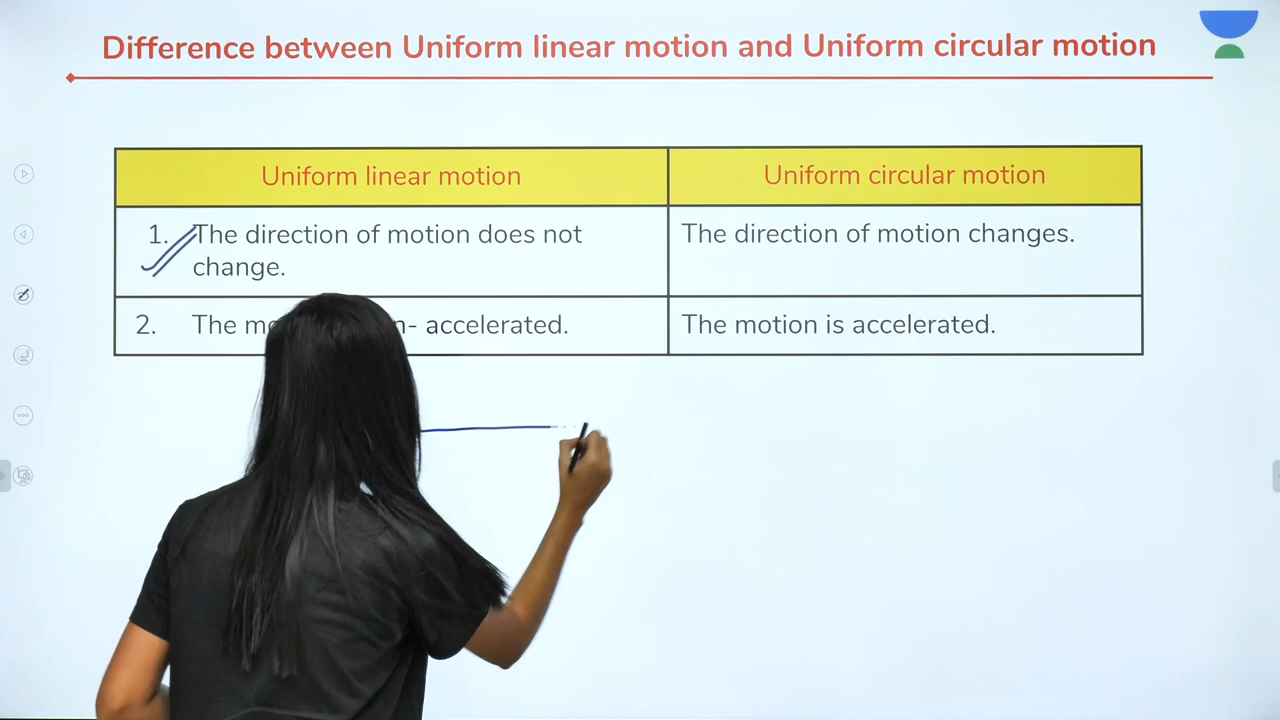 Difference between Uniform linear motion and Uniform circular motion
Uniform linear motion
Uniform circular motion
1. The direction of motion does not
change.
The direction of motion changes.
2. The n- accelerated.
The motion is accelerated.